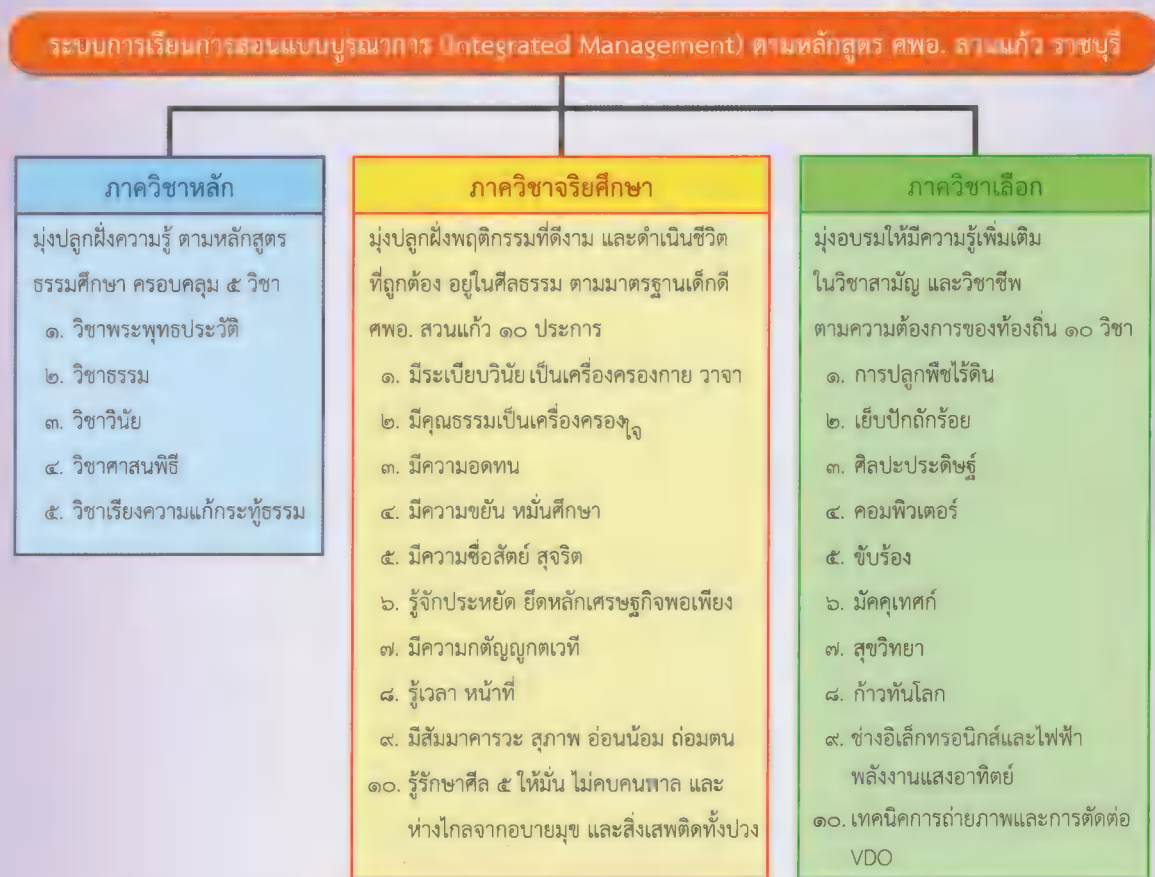 ระบบการเรียนการสอนแบบบูรณาการ (Integrated Management) ตามหลักสูตร ศพอ. สวนแก้ว ราชบุรี
ภาควิชาหลัก
มุ่งปลูกฝังความรู้ ตามหลักสูตร
ธรรมศึกษา ครอบคลุม ๕ วิชา
๑. วิชาพระพุทธประวัติ
๒. วิชาธรรม
๓. วิชาวินัย
๔. วิชาศาสนพิธี
๕. วิชาเรียงความแก้กระทู้ธรรม
ภาควิชาจริยศึกษา
มุ่งปลูกฝังพฤติกรรมที่ดีงาม และดำเนินชีวิต
ที่ถูกต้อง อยู่ในศีลธรรม ตามมาตรฐานเด็กดี
ศพอ. สวนแก้ว ๑๐ ประการ
๑. มีระเบียบวินัย เป็นเครื่องครองกาย วาจา
๒. มีคุณธรรมเป็นเครื่องครองใจ
๓. มีความอดทน
๔. มีความขยัน หมั่นศึกษา
๕. มีความซื่อสัตย์ สุจริต
๖. รู้จักประหยัด ยึดหลักเศรษฐกิจพอเพียง
๗. มีความกตัญญูกตเวที
๘. รู้เวลา หน้าที่
๙. มีสัมมาคารวะ สุภาพ อ่อนน้อม ถ่อมตน
๑๐. รู้รักษาศีล ๕ ให้มั่น ไม่คบคนพาล และ
ห่างไกลจากอบายมุข และสิ่งเสพติดทั้งปวง
ภาควิชาเลือก
มุ่งอบรมให้มีความรู้เพิ่มเติม
ในวิชาสามัญ และวิชาชีพ
ตามความต้องการของท้องถิ่น ๑๐ วิชา
๑. การปลูกพืชไร้ดิน
๒. เย็บปักถักร้อย
๓. ศิลปะประดิษฐ์
๔. คอมพิวเตอร์
๕. ขับร้อง
๖. มัคคุเทศก์
๗. สุขวิทยา
๘. ก้าวทันโลก
๙. ช่างอิเล็กทรอนิกส์และไฟฟ้า
พลังงานแสงอาทิตย์
๑๐. เทคนิคการถ่ายภาพและการตัดต่อ
VDO